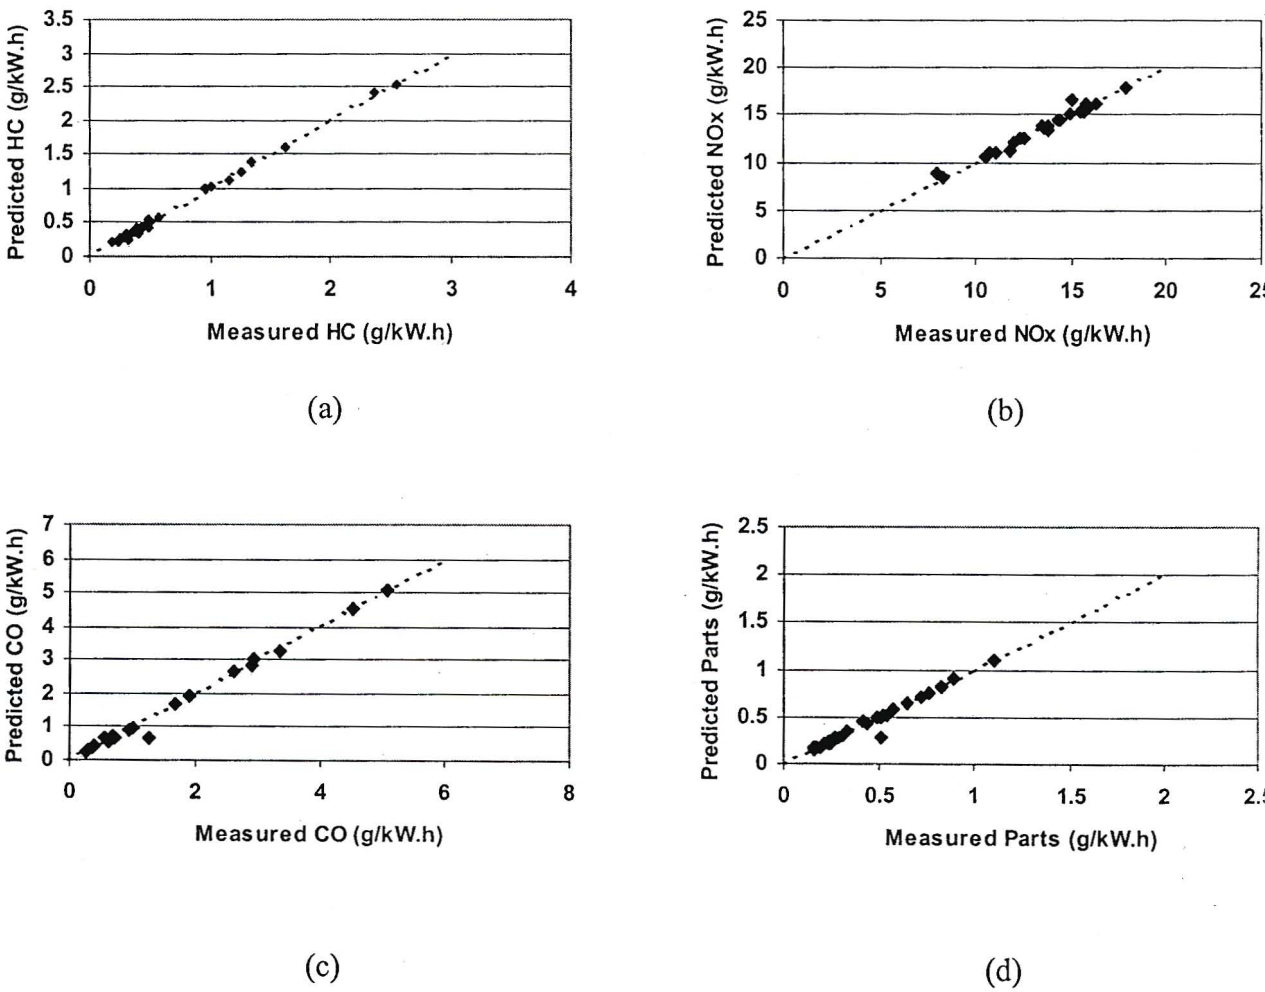 3.5
3
2.5
2
1.5
1
0.5
0
Predicted HC (g/kW.h)
0 1 2 3 4
Measured HC (g/kW.h)
(a)
25
20
15
10
5
0
Predicted NOx (g/kW.h)
0 5 10 15 20 25
Measured NOx (g/kW.h)
(b)
7
6
5
4
3
2
1
0
Predicted CO (g/kW.h)
0 2 4 6 8
Measured CO (g/kW.h)
(c)
2.5
2
1.5
1
0.5
0
Predicted Parts (g/kW.h)
0 0.5 1 1.5 2 2.5
Measured Parts (g/kW.h)
(d)